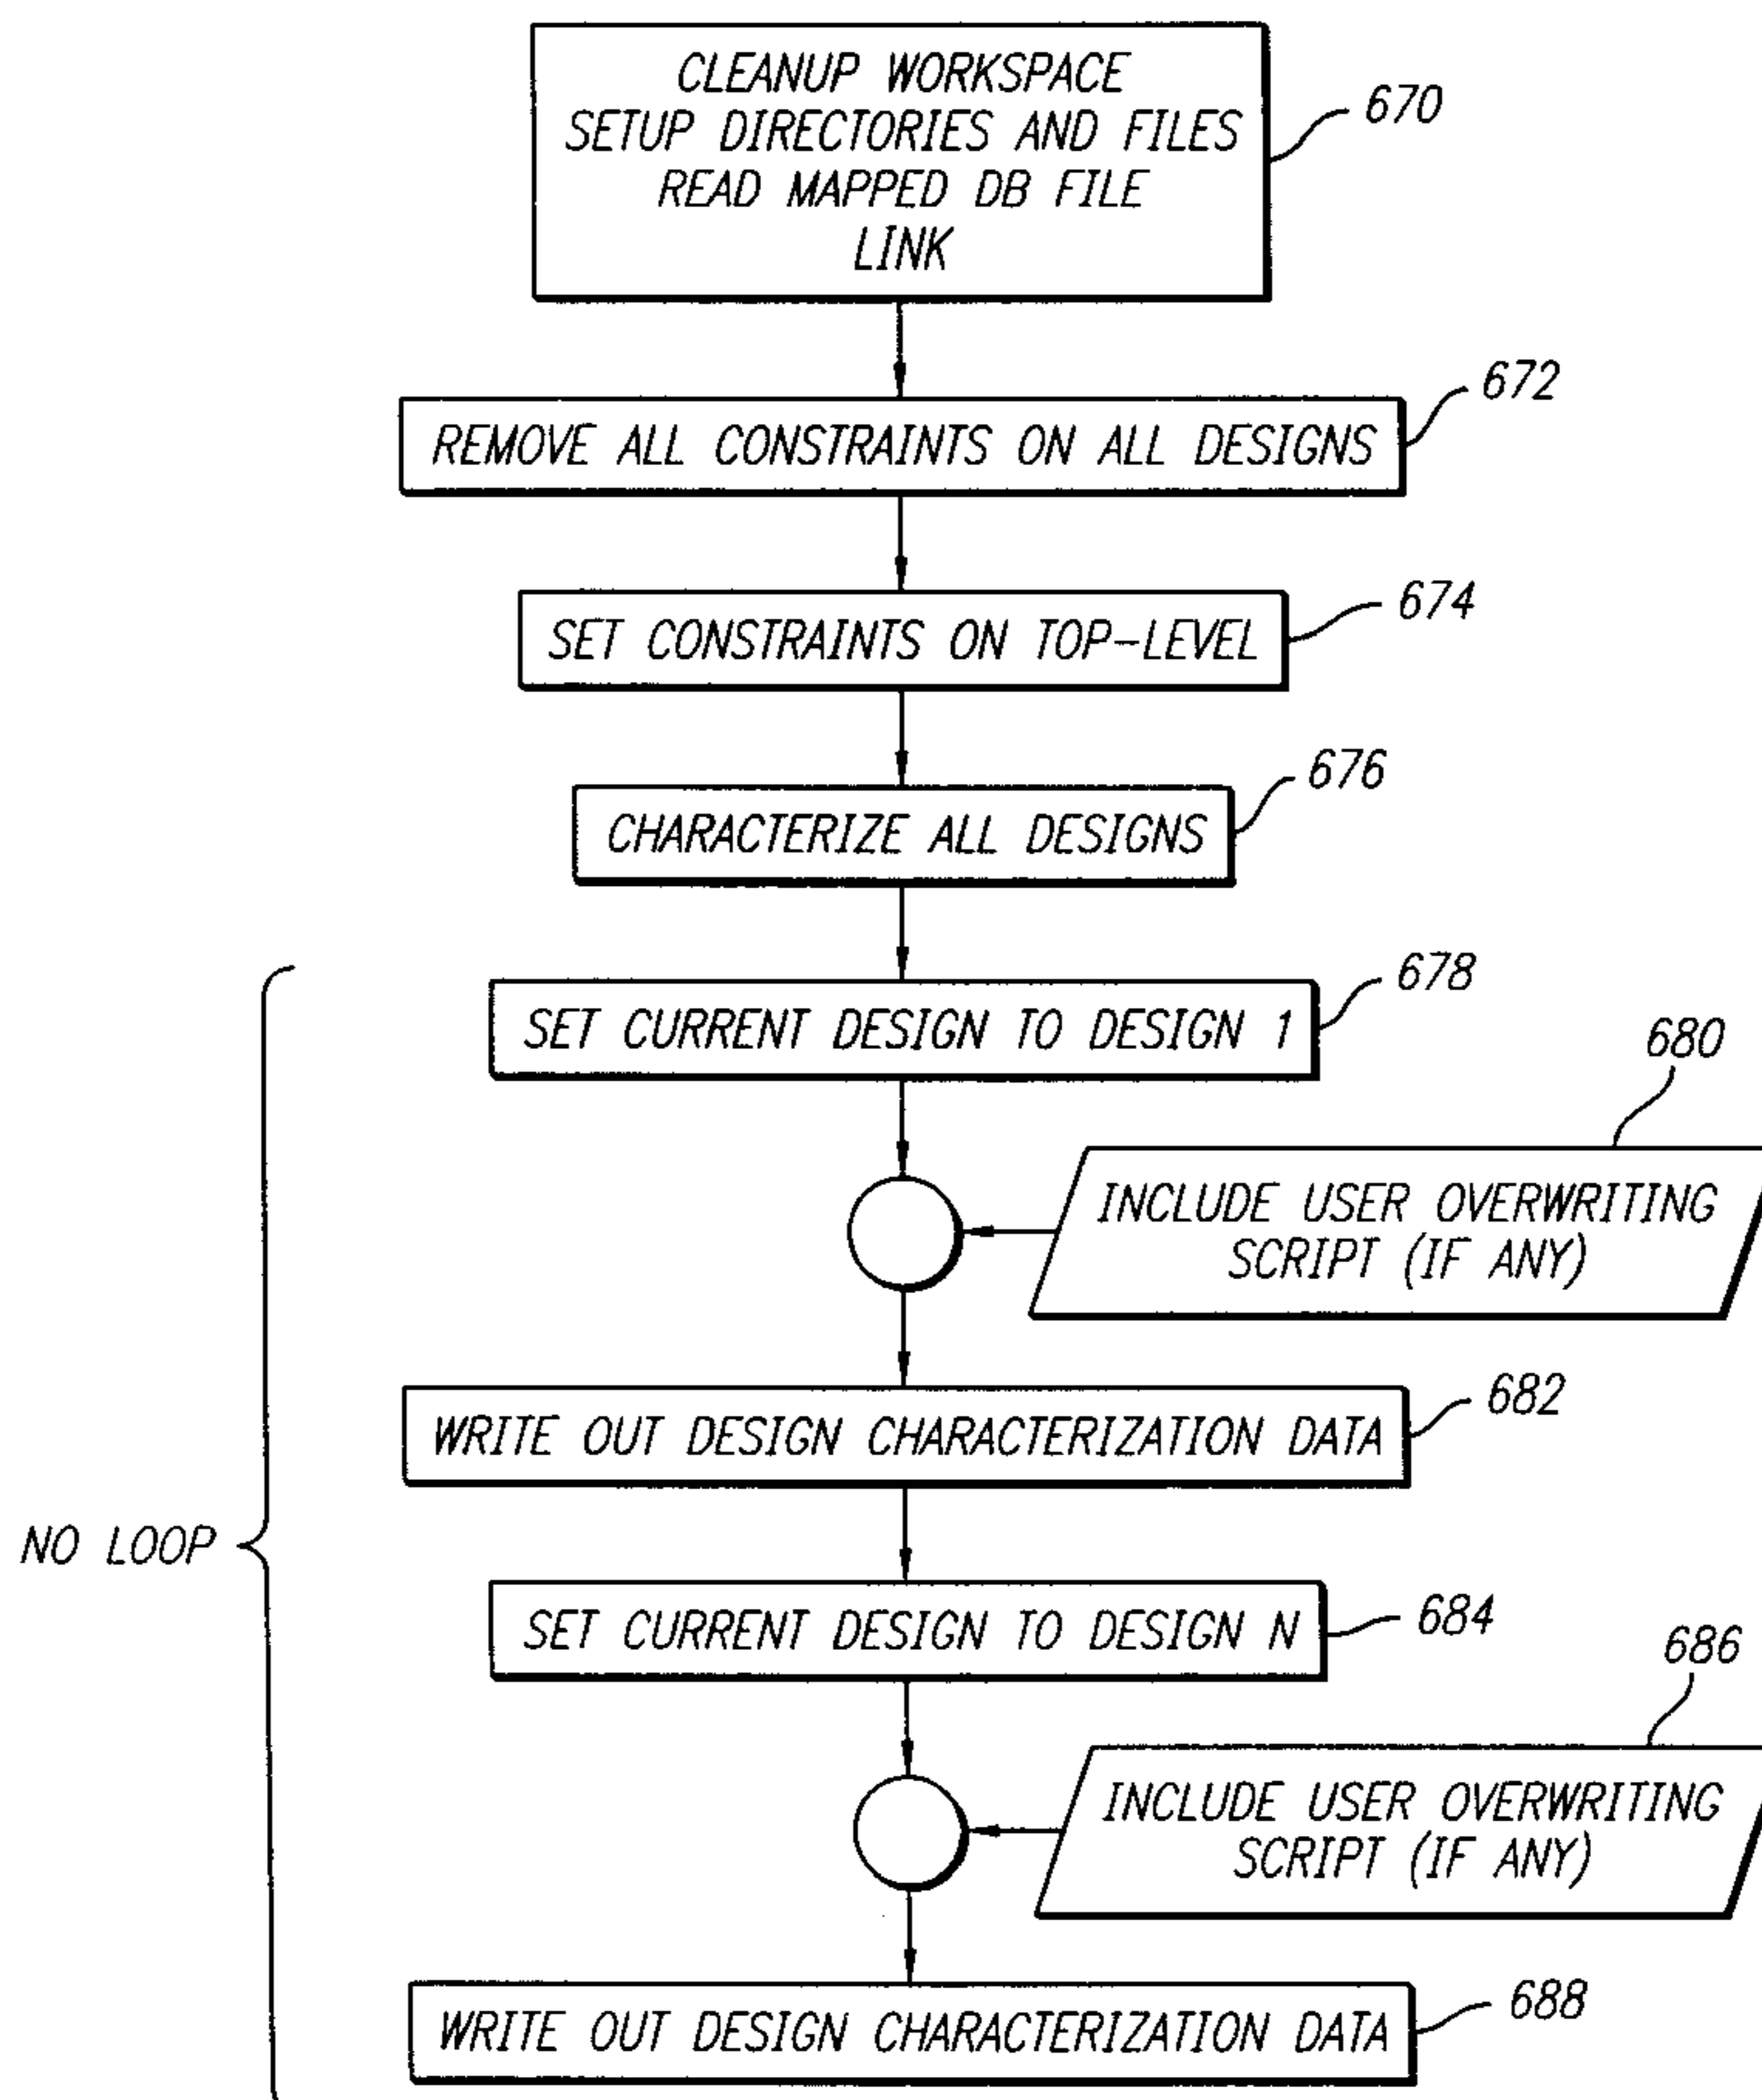 CLEANUP WORKSPACE
SETUP DIRECTORIES AND FILES
READ MAPPED DB FILE
LINK
670
REMOVE ALL CONSTRAINTS ON ALL DESIGNS
672
SET CONSTRAINTS ON TOP-LEVEL
674
CHARACTERIZE ALL DESIGNS
676
SET CURRENT DESIGN TO DESIGN 1
678
680
INCLUDE USER OVERWRITING
SCRIPT (IF ANY)
WRITE OUT DESIGN CHARACTERIZATION DATA
682
NO LOOP
SET CURRENT DESIGN TO DESIGN N
684
686
INCLUDE USER OVERWRITING
SCRIPT (IF ANY)
WRITE OUT DESIGN CHARACTERIZATION DATA
688